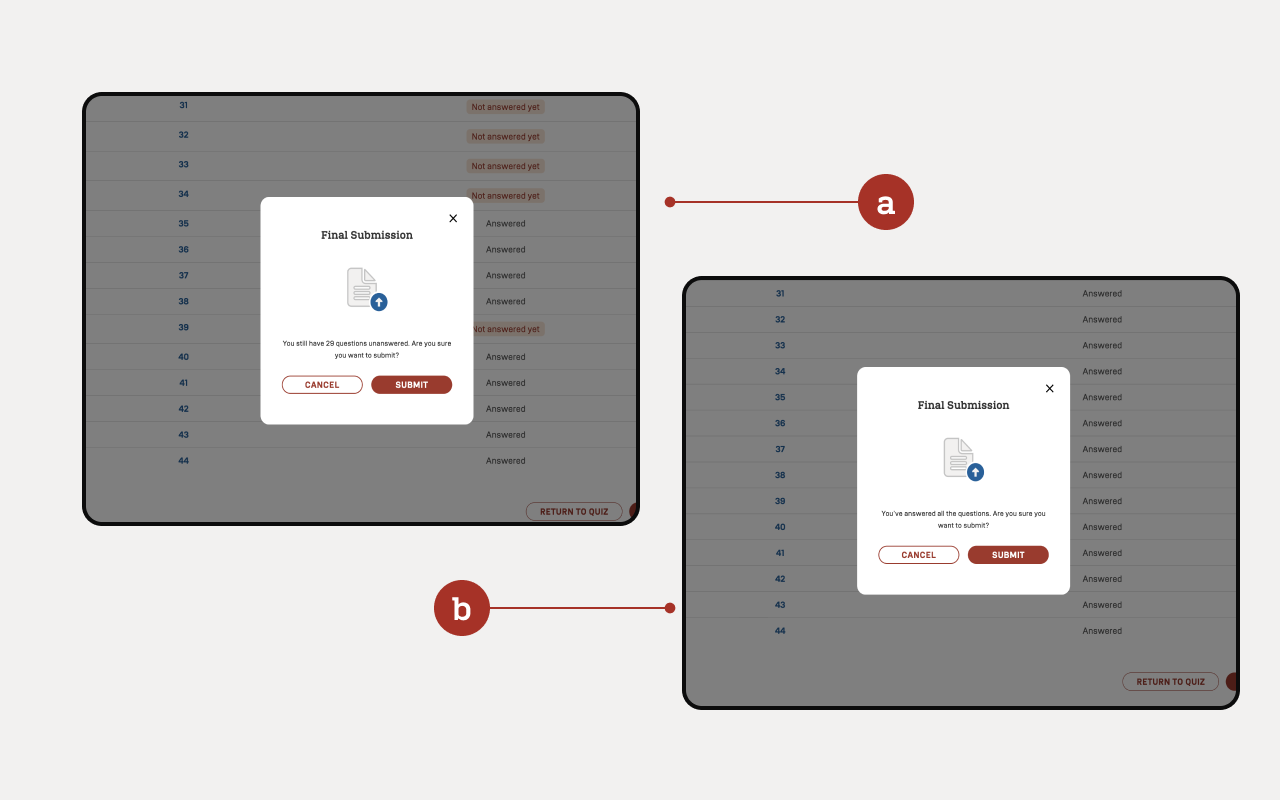 31 Not answered yet
32 Not answered yet
33 Not answered yet
34 Not answered yet
35 Answered
36 Answered
37 Answered
38 Answered
39 Not answered yet
40 Answered
41 Answered
42 Answered
43 Answered
44 Answered
RETURN TO QUIZ
Final Submission
You still have 29 questions unanswered. Are you sure
you want to submit?
CANCEL SUBMIT
a
31 Answered
32 Answered
33 Answered
34 Answered
35 Answered
36 Answered
37 Answered
38 Answered
39 Answered
40 Answered
41 Answered
42 Answered
43 Answered
44 Answered
RETURN TO QUIZ
Final Submission
You've answered all the questions. Are you sure you
want to submit?
CANCEL SUBMIT
b